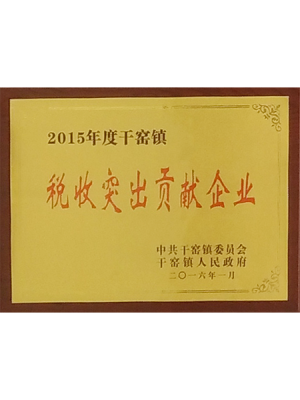 2015年度干窑镇
税收突出贡献企业
中共干窑镇委员会
干窑镇人民政府
二〇一六年一月